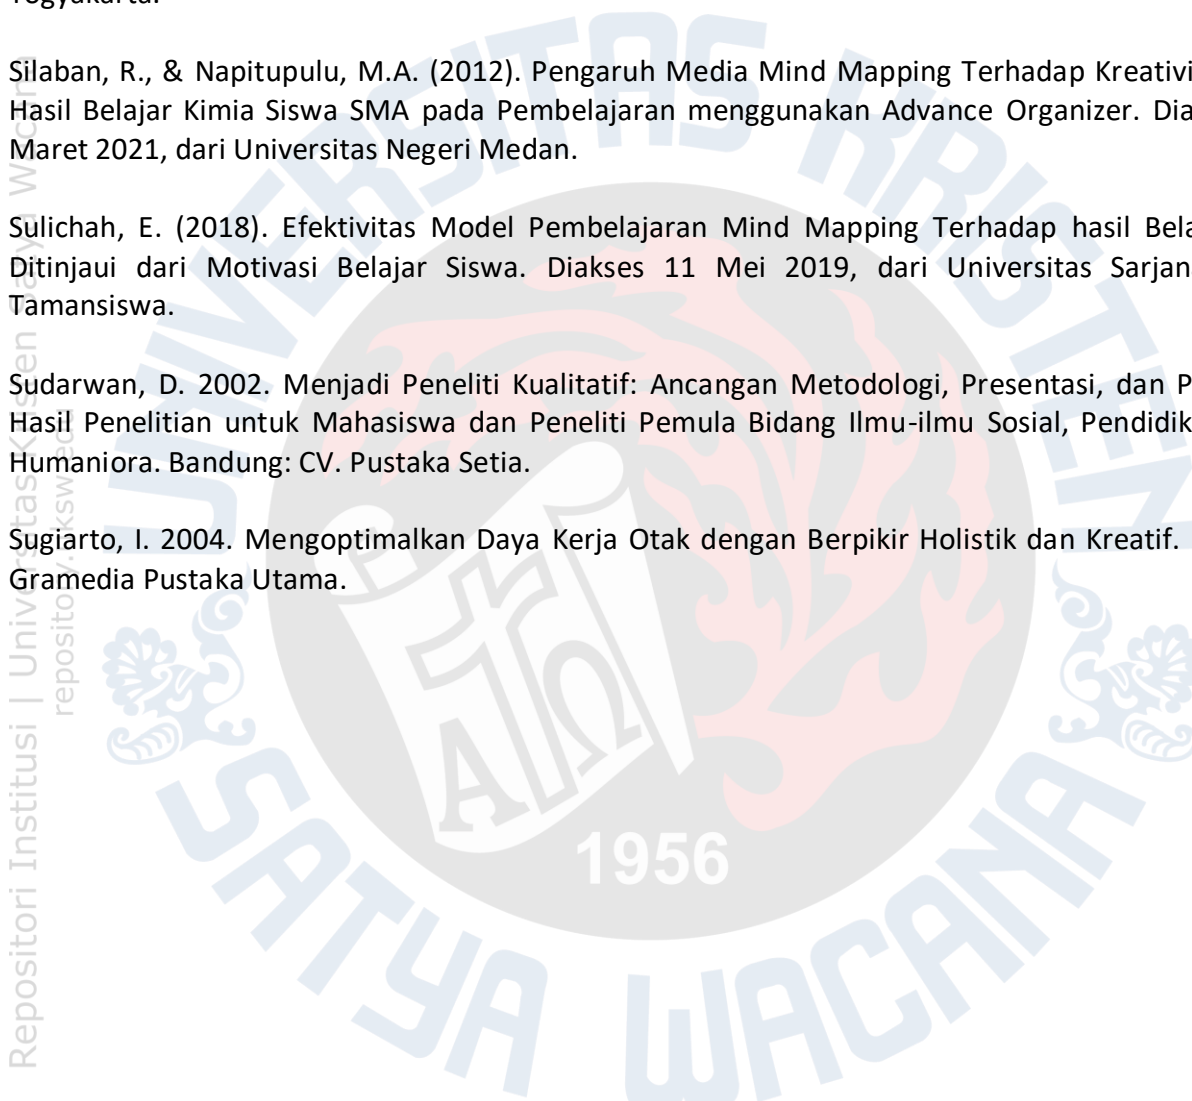 Yogyakarta.
Silaban, R., & Napitupulu, M.A. (2012). Pengaruh Media Mind Mapping Terhadap Kreativi
Hasil Belajar Kimia Siswa SMA pada Pembelajaran menggunakan Advance Organizer. Dia
Maret 2021, dari Universitas Negeri Medan.
Sulichah, E. (2018). Efektivitas Model Pembelajaran Mind Mapping Terhadap hasil Bela
Ditinjaui dari Motivasi Belajar Siswa. Diakses 11 Mei 2019, dari Universitas Sarjan
Tamansiswa.
Sudarwan, D. 2002. Menjadi Peneliti Kualitatif: Ancangan Metodologi, Presentasi, dan P
Hasil Penelitian untuk Mahasiswa dan Peneliti Pemula Bidang Ilmu-ilmu Sosial, Pendidik
Humaniora. Bandung: CV. Pustaka Setia.
Sugiarto, I. 2004. Mengoptimalkan Daya Kerja Otak dengan Berpikir Holistik dan Kreatif.
Gramedia Pustaka Utama.
Repositori Institusi | Universitas Kristen Satya Wacana
UNIVERSITAS KRISTEN
SATYA WACANA
1956
ΑΩ